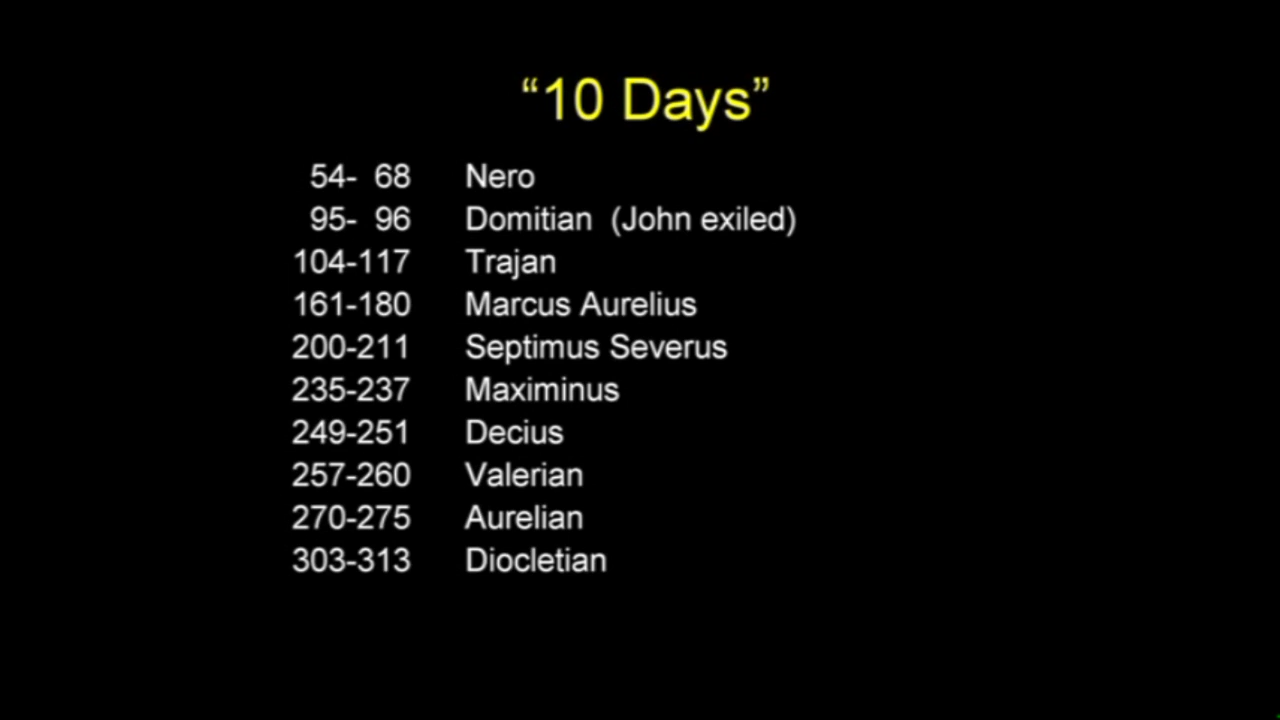 “10 Days”
54- 68 Nero
95- 96 Domitian (John exiled)
104-117 Trajan
161-180 Marcus Aurelius
200-211 Septimus Severus
235-237 Maximinus
249-251 Decius
257-260 Valerian
270-275 Aurelian
303-313 Diocletian